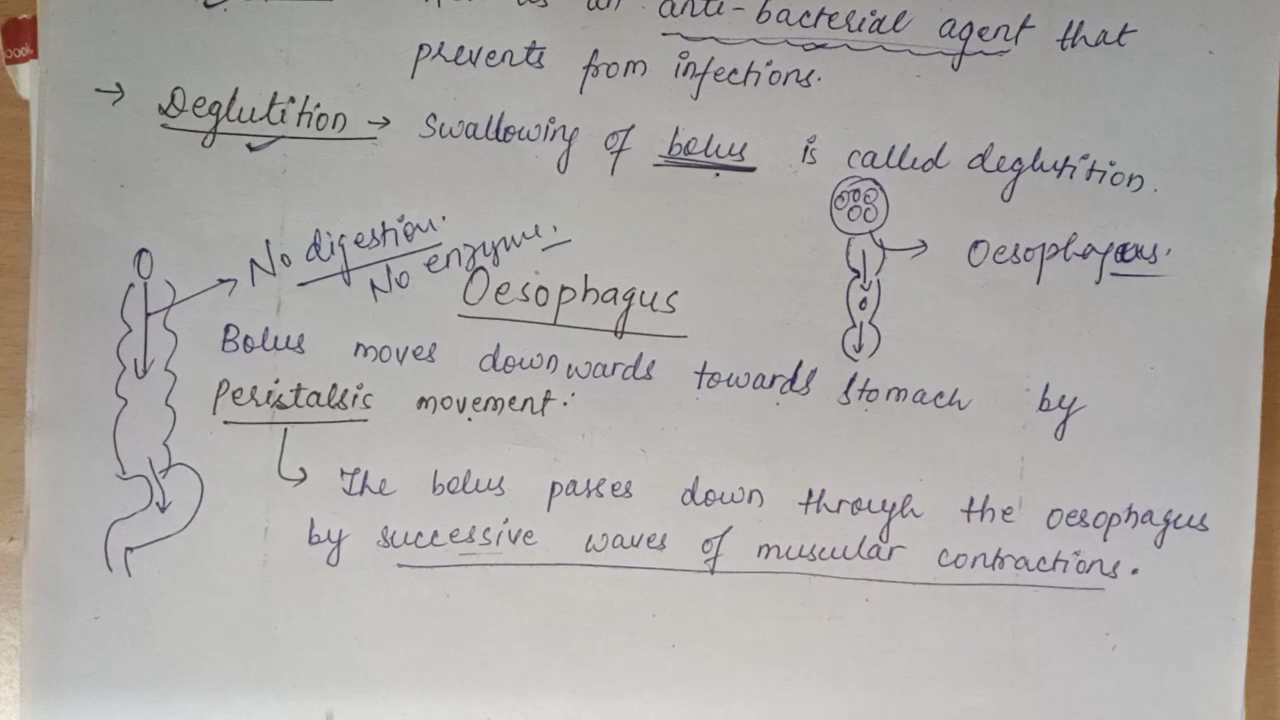 an anti-bacterial agent that
prevents from infections.
→ Deglutition → Swallowing of bolus is called deglutition.
No digestion.
No enzyme.
Oesophagus
Oesophagus.
Bolus moves downwards towards stomach by
Peristalsis movement.
The bolus passes down through the oesophagus
by successive waves of muscular contractions.